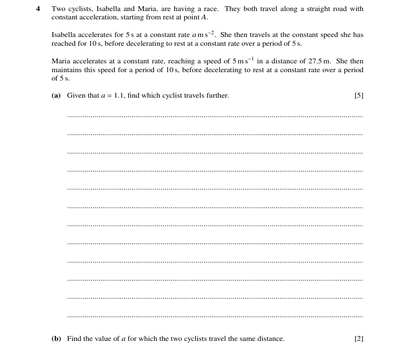 4 Two cyclists, Isabella and Maria, are having a race. They both travel along a straight road with
constant acceleration, starting from rest at point A.
Isabella accelerates for 5 s at a constant rate a m s⁻². She then travels at the constant speed she has
reached for 10 s, before decelerating to rest at a constant rate over a period of 5 s.
Maria accelerates at a constant rate, reaching a speed of 5 m s⁻¹ in a distance of 27.5 m. She then
maintains this speed for a period of 10 s, before decelerating to rest at a constant rate over a period
of 5 s.
(a) Given that a = 1.1, find which cyclist travels further. [5]
(b) Find the value of a for which the two cyclists travel the same distance. [2]